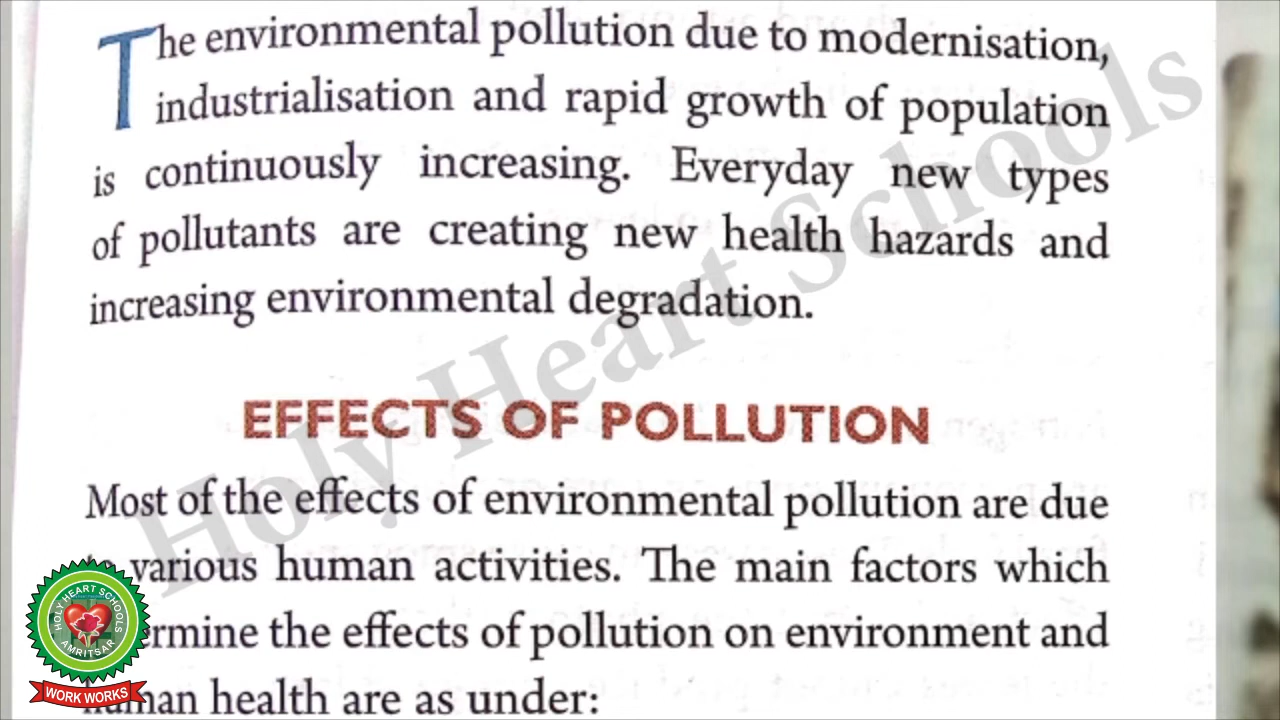 The environmental pollution due to modernisation,
industrialisation and rapid growth of population
is continuously increasing. Everyday new types
of pollutants are creating new health hazards and
increasing environmental degradation.
EFFECTS OF POLLUTION
Most of the effects of environmental pollution are due
various human activities. The main factors which
ermine the effects of pollution on environment and
human health are as under:
Holy Heart Schools
HOLY HEART SCHOOLS
AMRITSAR
WORK WORKS